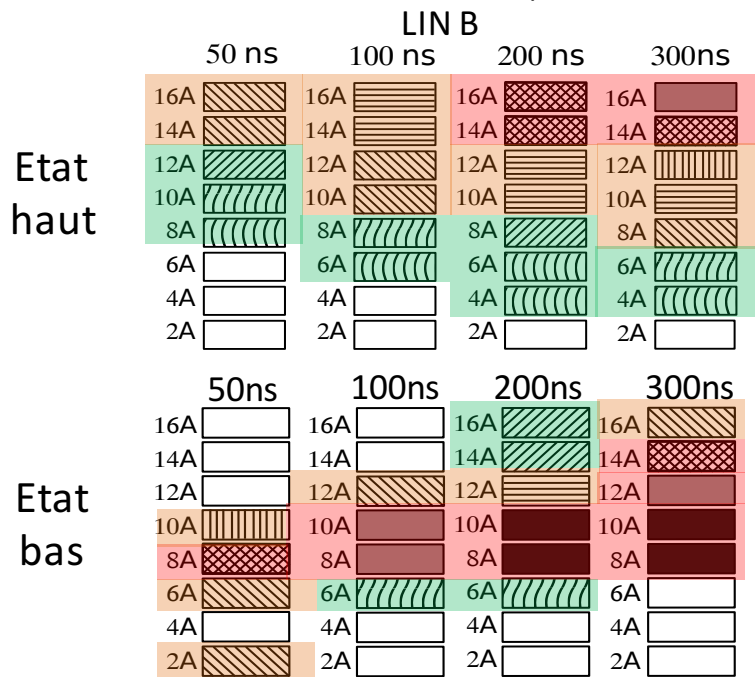 LIN B
50 ns 100 ns 200 ns 300ns
16A 16A 16A 16A
14A 14A 14A 14A
12A 12A 12A 12A
10A 10A 10A 10A
8A 8A 8A 8A
6A 6A 6A 6A
4A 4A 4A 4A
2A 2A 2A 2A
Etat
haut
50ns 100ns 200ns 300ns
16A 16A 16A 16A
14A 14A 14A 14A
12A 12A 12A 12A
10A 10A 10A 10A
8A 8A 8A 8A
6A 6A 6A 6A
4A 4A 4A 4A
2A 2A 2A 2A
Etat
bas